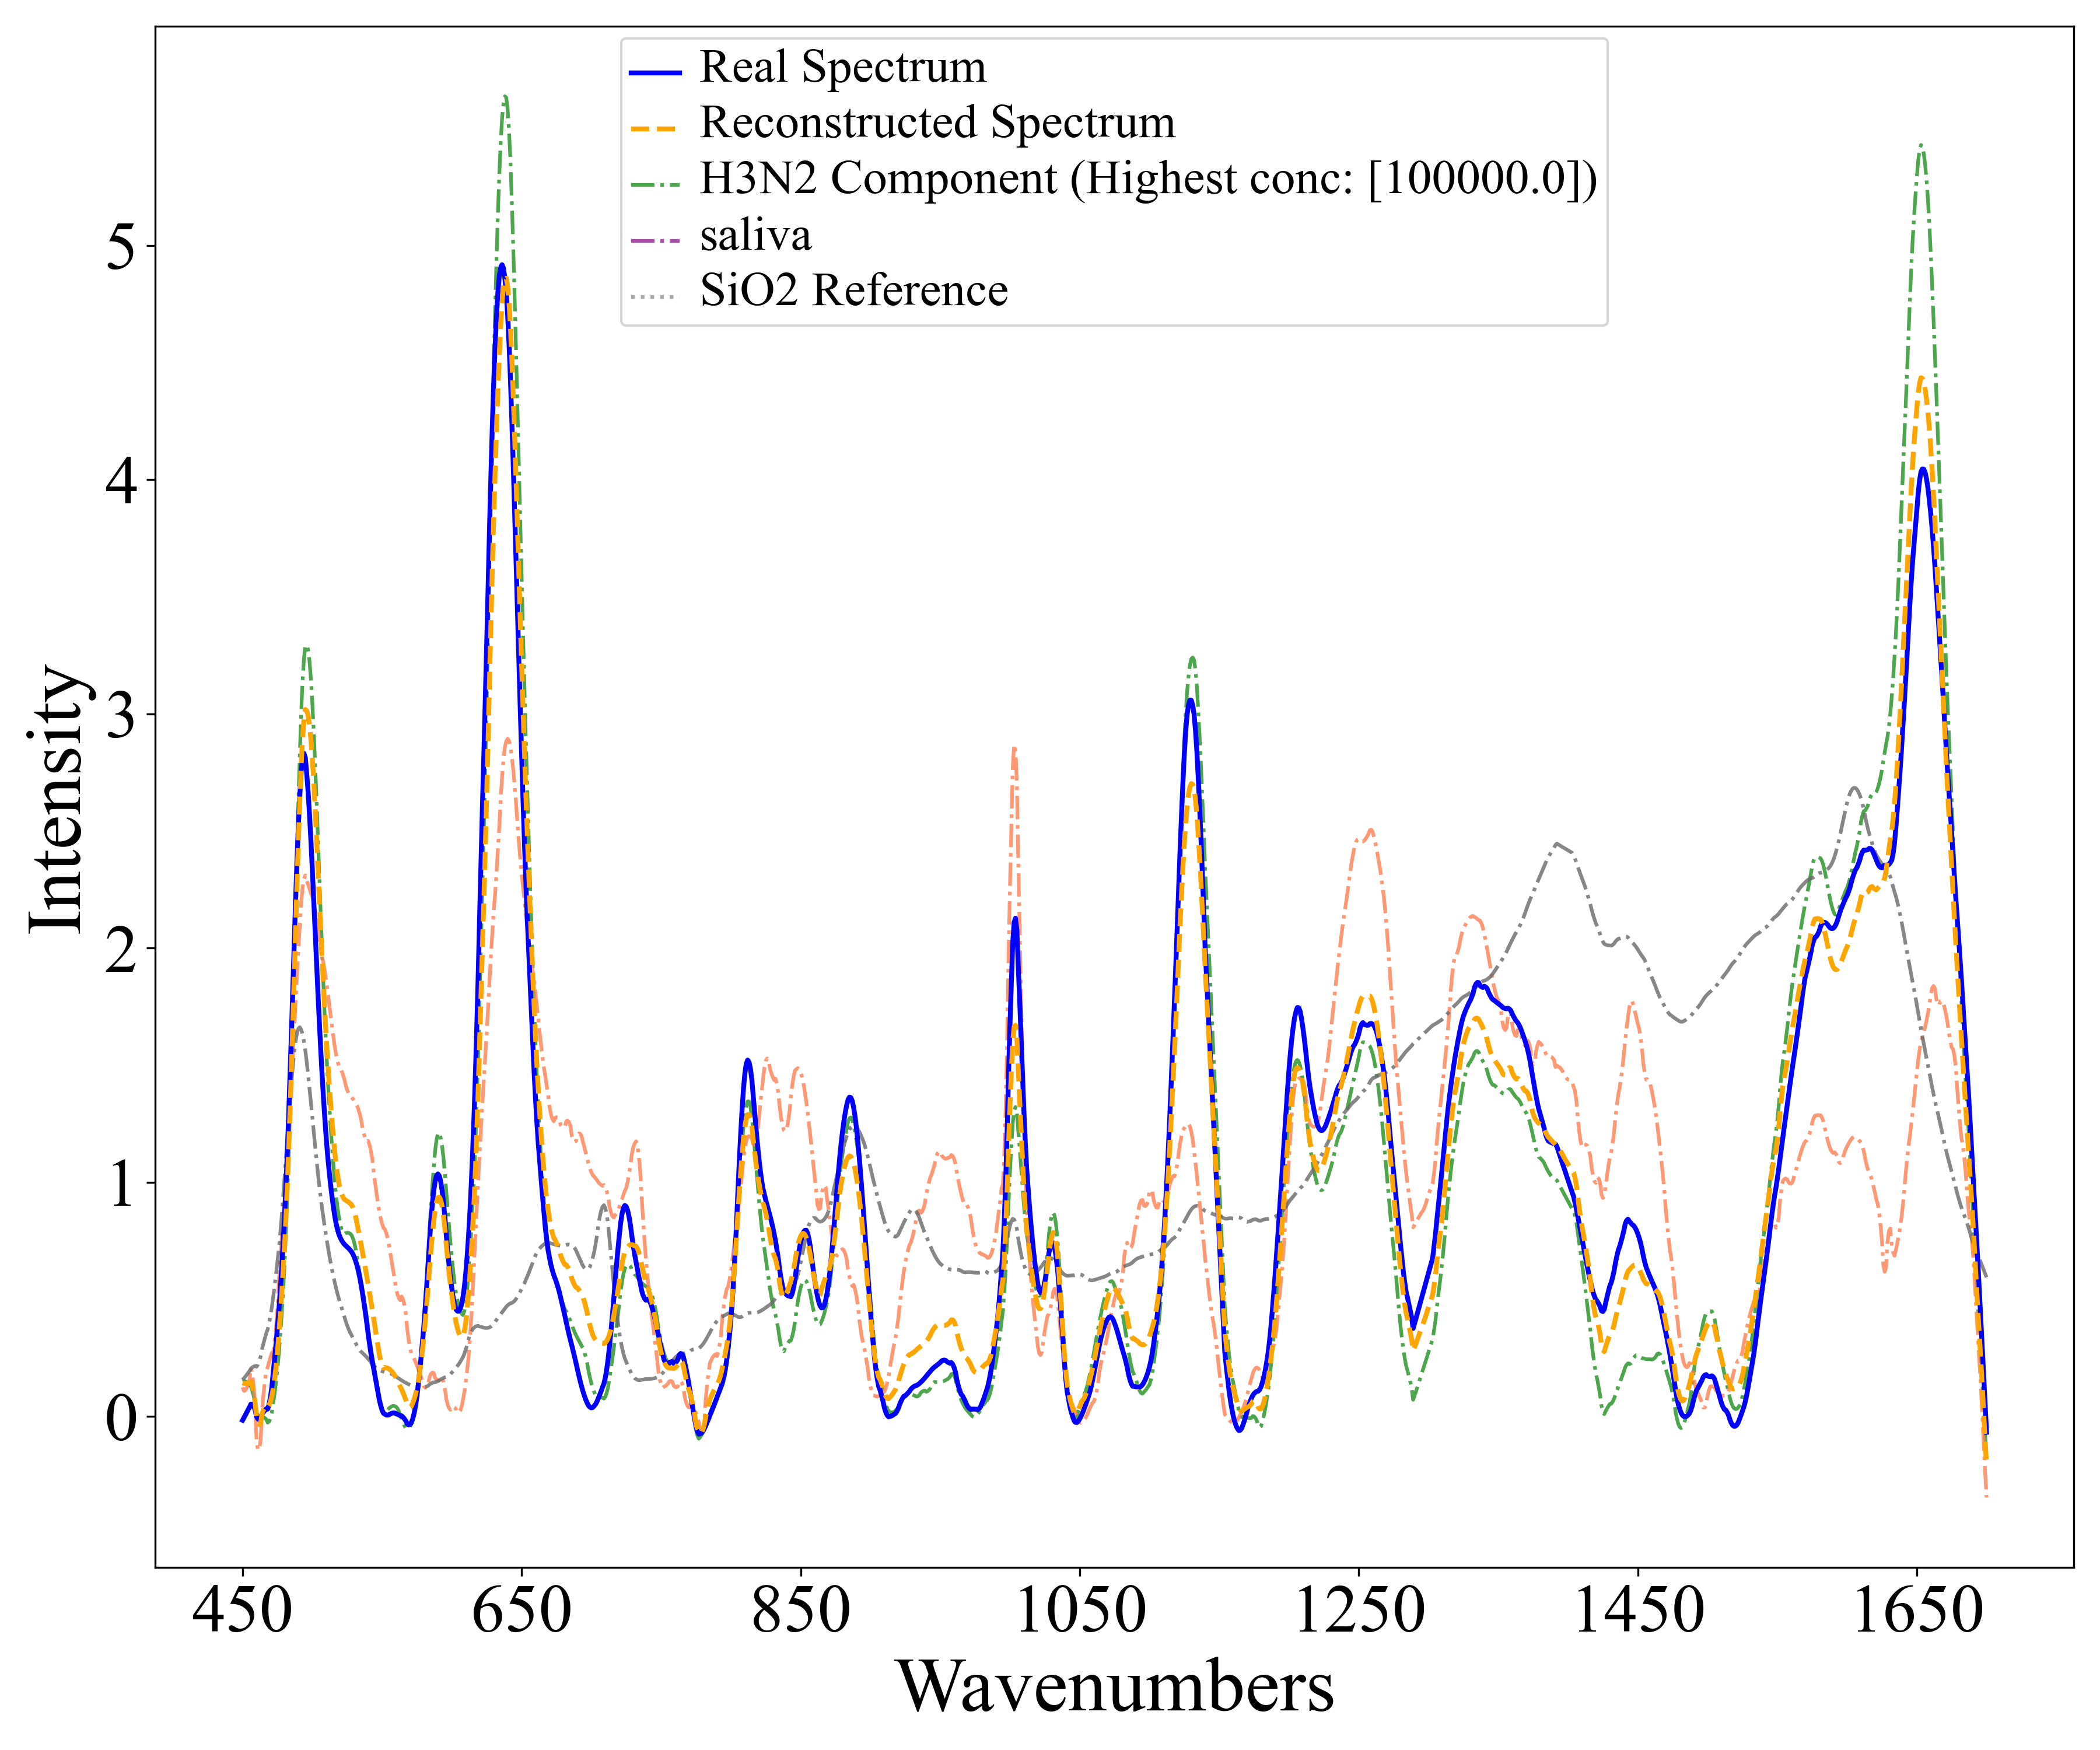 Real Spectrum
Reconstructed Spectrum
H3N2 Component (Highest conc: [100000.0])
saliva
SiO2 Reference
Intensity
5
4
3
2
1
0
450 650 850 1050 1250 1450 1650
Wavenumbers